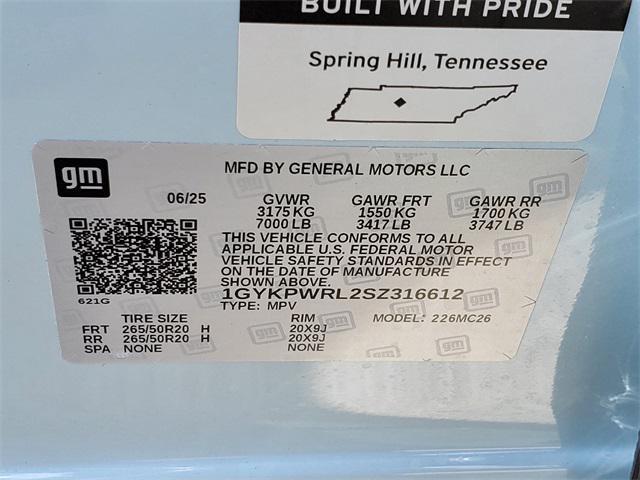 BUILT WITH PRIDE
Spring Hill, Tennessee
gm
MFD BY GENERAL MOTORS LLC
06/25 GVWR GAWR FRT GAWR RR
3175 KG 1550 KG 1700 KG
7000 LB 3417 LB 3747 LB
THIS VEHICLE CONFORMS TO ALL
APPLICABLE U.S. FEDERAL MOTOR
VEHICLE SAFETY STANDARDS IN EFFECT
ON THE DATE OF MANUFACTURE
SHOWN ABOVE.
621G 1GYKPWRL2SZ316612
TYPE: MPV MODEL: 226MC26
TIRE SIZE RIM
FRT 265/50R20 H 20X9J
RR 265/50R20 H 20X9J
SPA NONE NONE